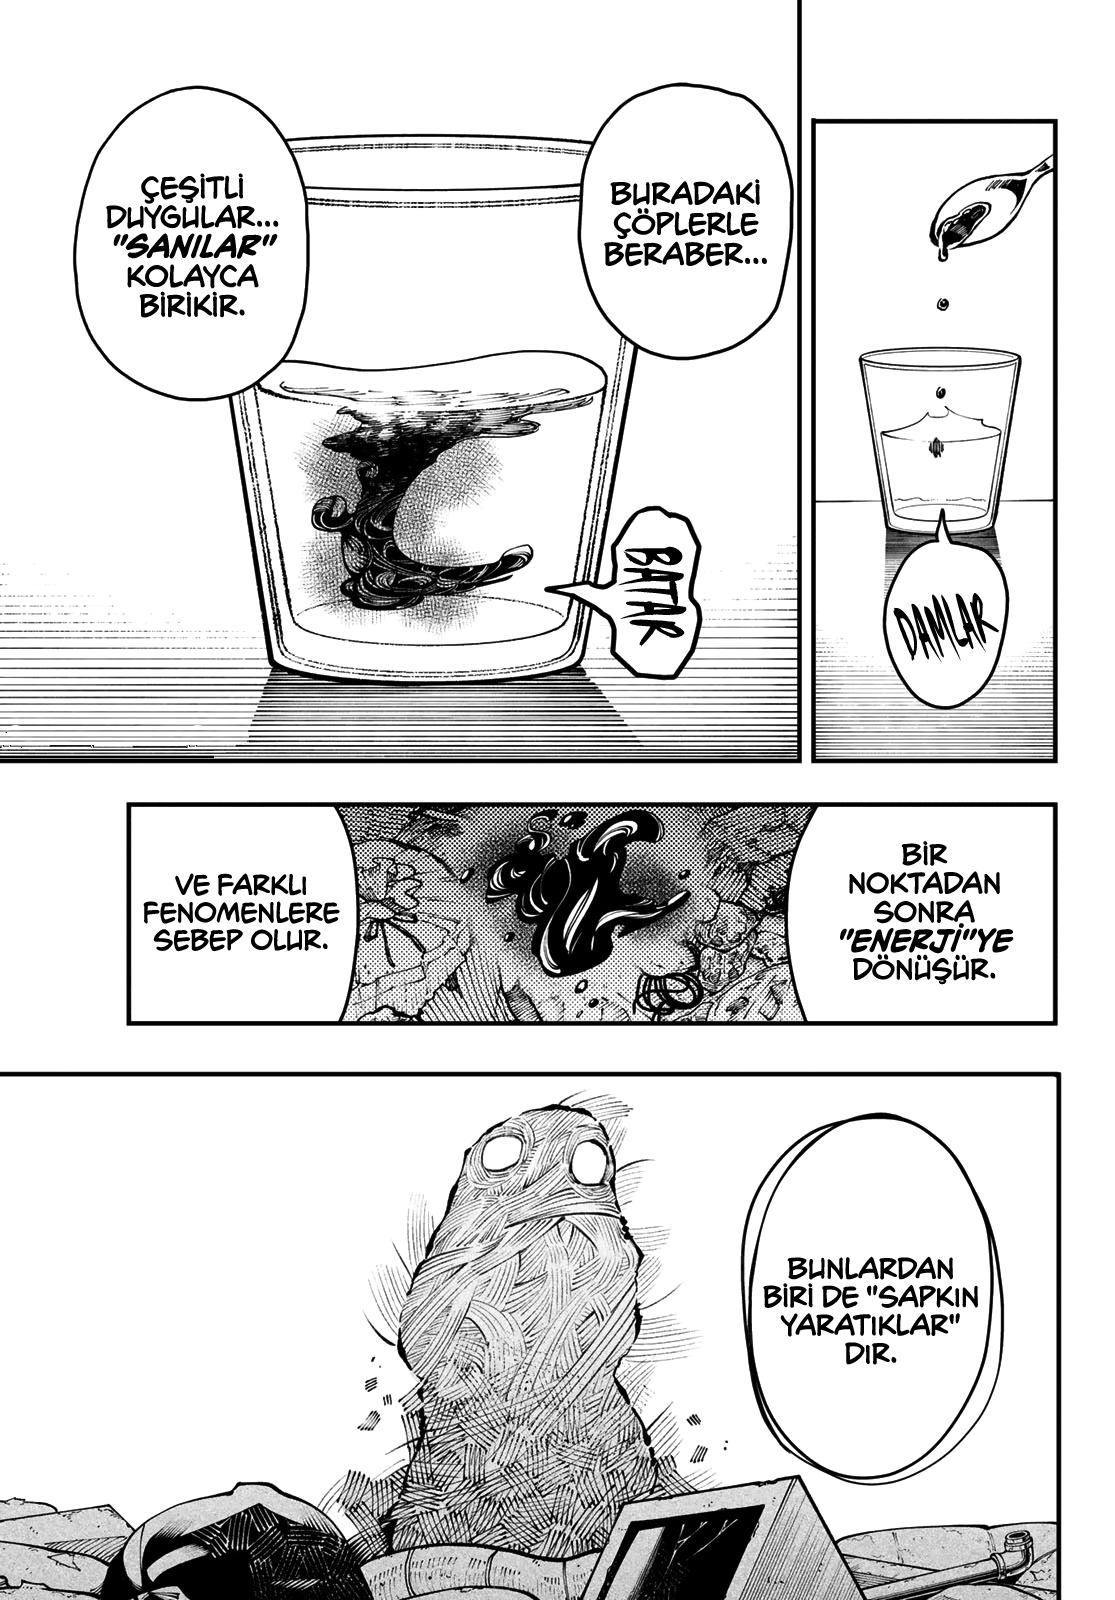 DAMLAR
BURADAKİ
ÇÖPLERLE
BERABER...
ÇEŞİTLİ
DUYGULAR...
"SANILAR"
KOLAYCA
BİRİKİR.
BATAR
BİR
NOKTADAN
SONRA
"ENERJİ"YE
DÖNÜŞÜR.
VE FARKLI
FENOMENLERE
SEBEP OLUR.
BUNLARDAN
BİRİ DE "SAPKIN
YARATIKLAR"
DIR.